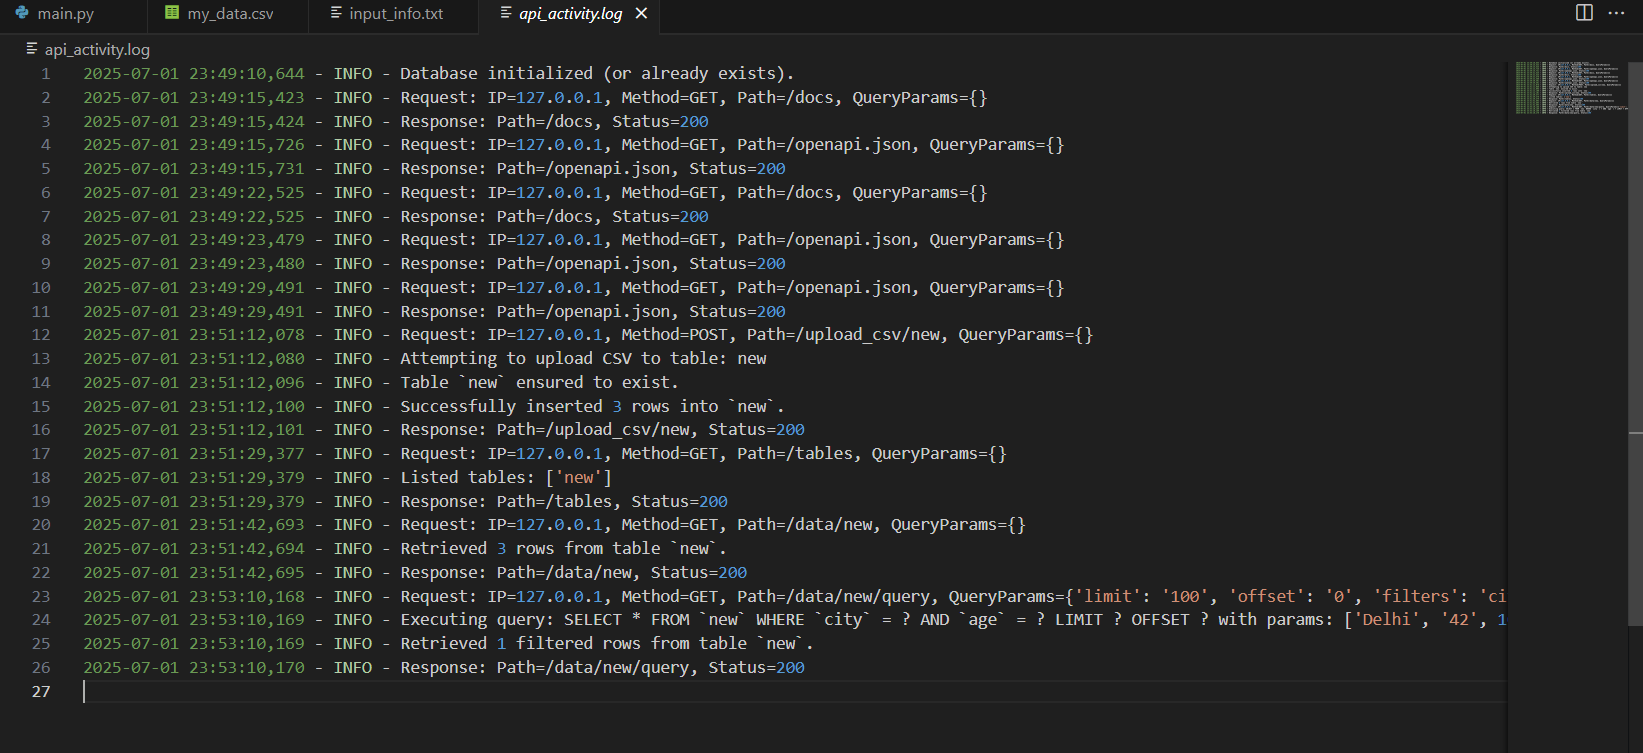 main.py my_data.csv input_info.txt api_activity.log
api_activity.log
1 2025-07-01 23:49:10,644 - INFO - Database initialized (or already exists).
2 2025-07-01 23:49:15,423 - INFO - Request: IP=127.0.0.1, Method=GET, Path=/docs, QueryParams={}
3 2025-07-01 23:49:15,424 - INFO - Response: Path=/docs, Status=200
4 2025-07-01 23:49:15,726 - INFO - Request: IP=127.0.0.1, Method=GET, Path=/openapi.json, QueryParams={}
5 2025-07-01 23:49:15,731 - INFO - Response: Path=/openapi.json, Status=200
6 2025-07-01 23:49:22,525 - INFO - Request: IP=127.0.0.1, Method=GET, Path=/docs, QueryParams={}
7 2025-07-01 23:49:22,525 - INFO - Response: Path=/docs, Status=200
8 2025-07-01 23:49:23,479 - INFO - Request: IP=127.0.0.1, Method=GET, Path=/openapi.json, QueryParams={}
9 2025-07-01 23:49:23,480 - INFO - Response: Path=/openapi.json, Status=200
10 2025-07-01 23:49:29,491 - INFO - Request: IP=127.0.0.1, Method=GET, Path=/openapi.json, QueryParams={}
11 2025-07-01 23:49:29,491 - INFO - Response: Path=/openapi.json, Status=200
12 2025-07-01 23:51:12,078 - INFO - Request: IP=127.0.0.1, Method=POST, Path=/upload_csv/new, QueryParams={}
13 2025-07-01 23:51:12,080 - INFO - Attempting to upload CSV to table: new
14 2025-07-01 23:51:12,096 - INFO - Table `new` ensured to exist.
15 2025-07-01 23:51:12,100 - INFO - Successfully inserted 3 rows into `new`.
16 2025-07-01 23:51:12,101 - INFO - Response: Path=/upload_csv/new, Status=200
17 2025-07-01 23:51:29,377 - INFO - Request: IP=127.0.0.1, Method=GET, Path=/tables, QueryParams={}
18 2025-07-01 23:51:29,379 - INFO - Listed tables: ['new']
19 2025-07-01 23:51:29,379 - INFO - Response: Path=/tables, Status=200
20 2025-07-01 23:51:42,693 - INFO - Request: IP=127.0.0.1, Method=GET, Path=/data/new, QueryParams={}
21 2025-07-01 23:51:42,694 - INFO - Retrieved 3 rows from table `new`.
22 2025-07-01 23:51:42,695 - INFO - Response: Path=/data/new, Status=200
23 2025-07-01 23:53:10,168 - INFO - Request: IP=127.0.0.1, Method=GET, Path=/data/new/query, QueryParams={'limit': '100', 'offset': '0', 'filters': 'ci
24 2025-07-01 23:53:10,169 - INFO - Executing query: SELECT * FROM `new` WHERE `city` = ? AND `age` = ? LIMIT ? OFFSET ? with params: ['Delhi', '42', 1
25 2025-07-01 23:53:10,169 - INFO - Retrieved 1 filtered rows from table `new`.
26 2025-07-01 23:53:10,170 - INFO - Response: Path=/data/new/query, Status=200
27